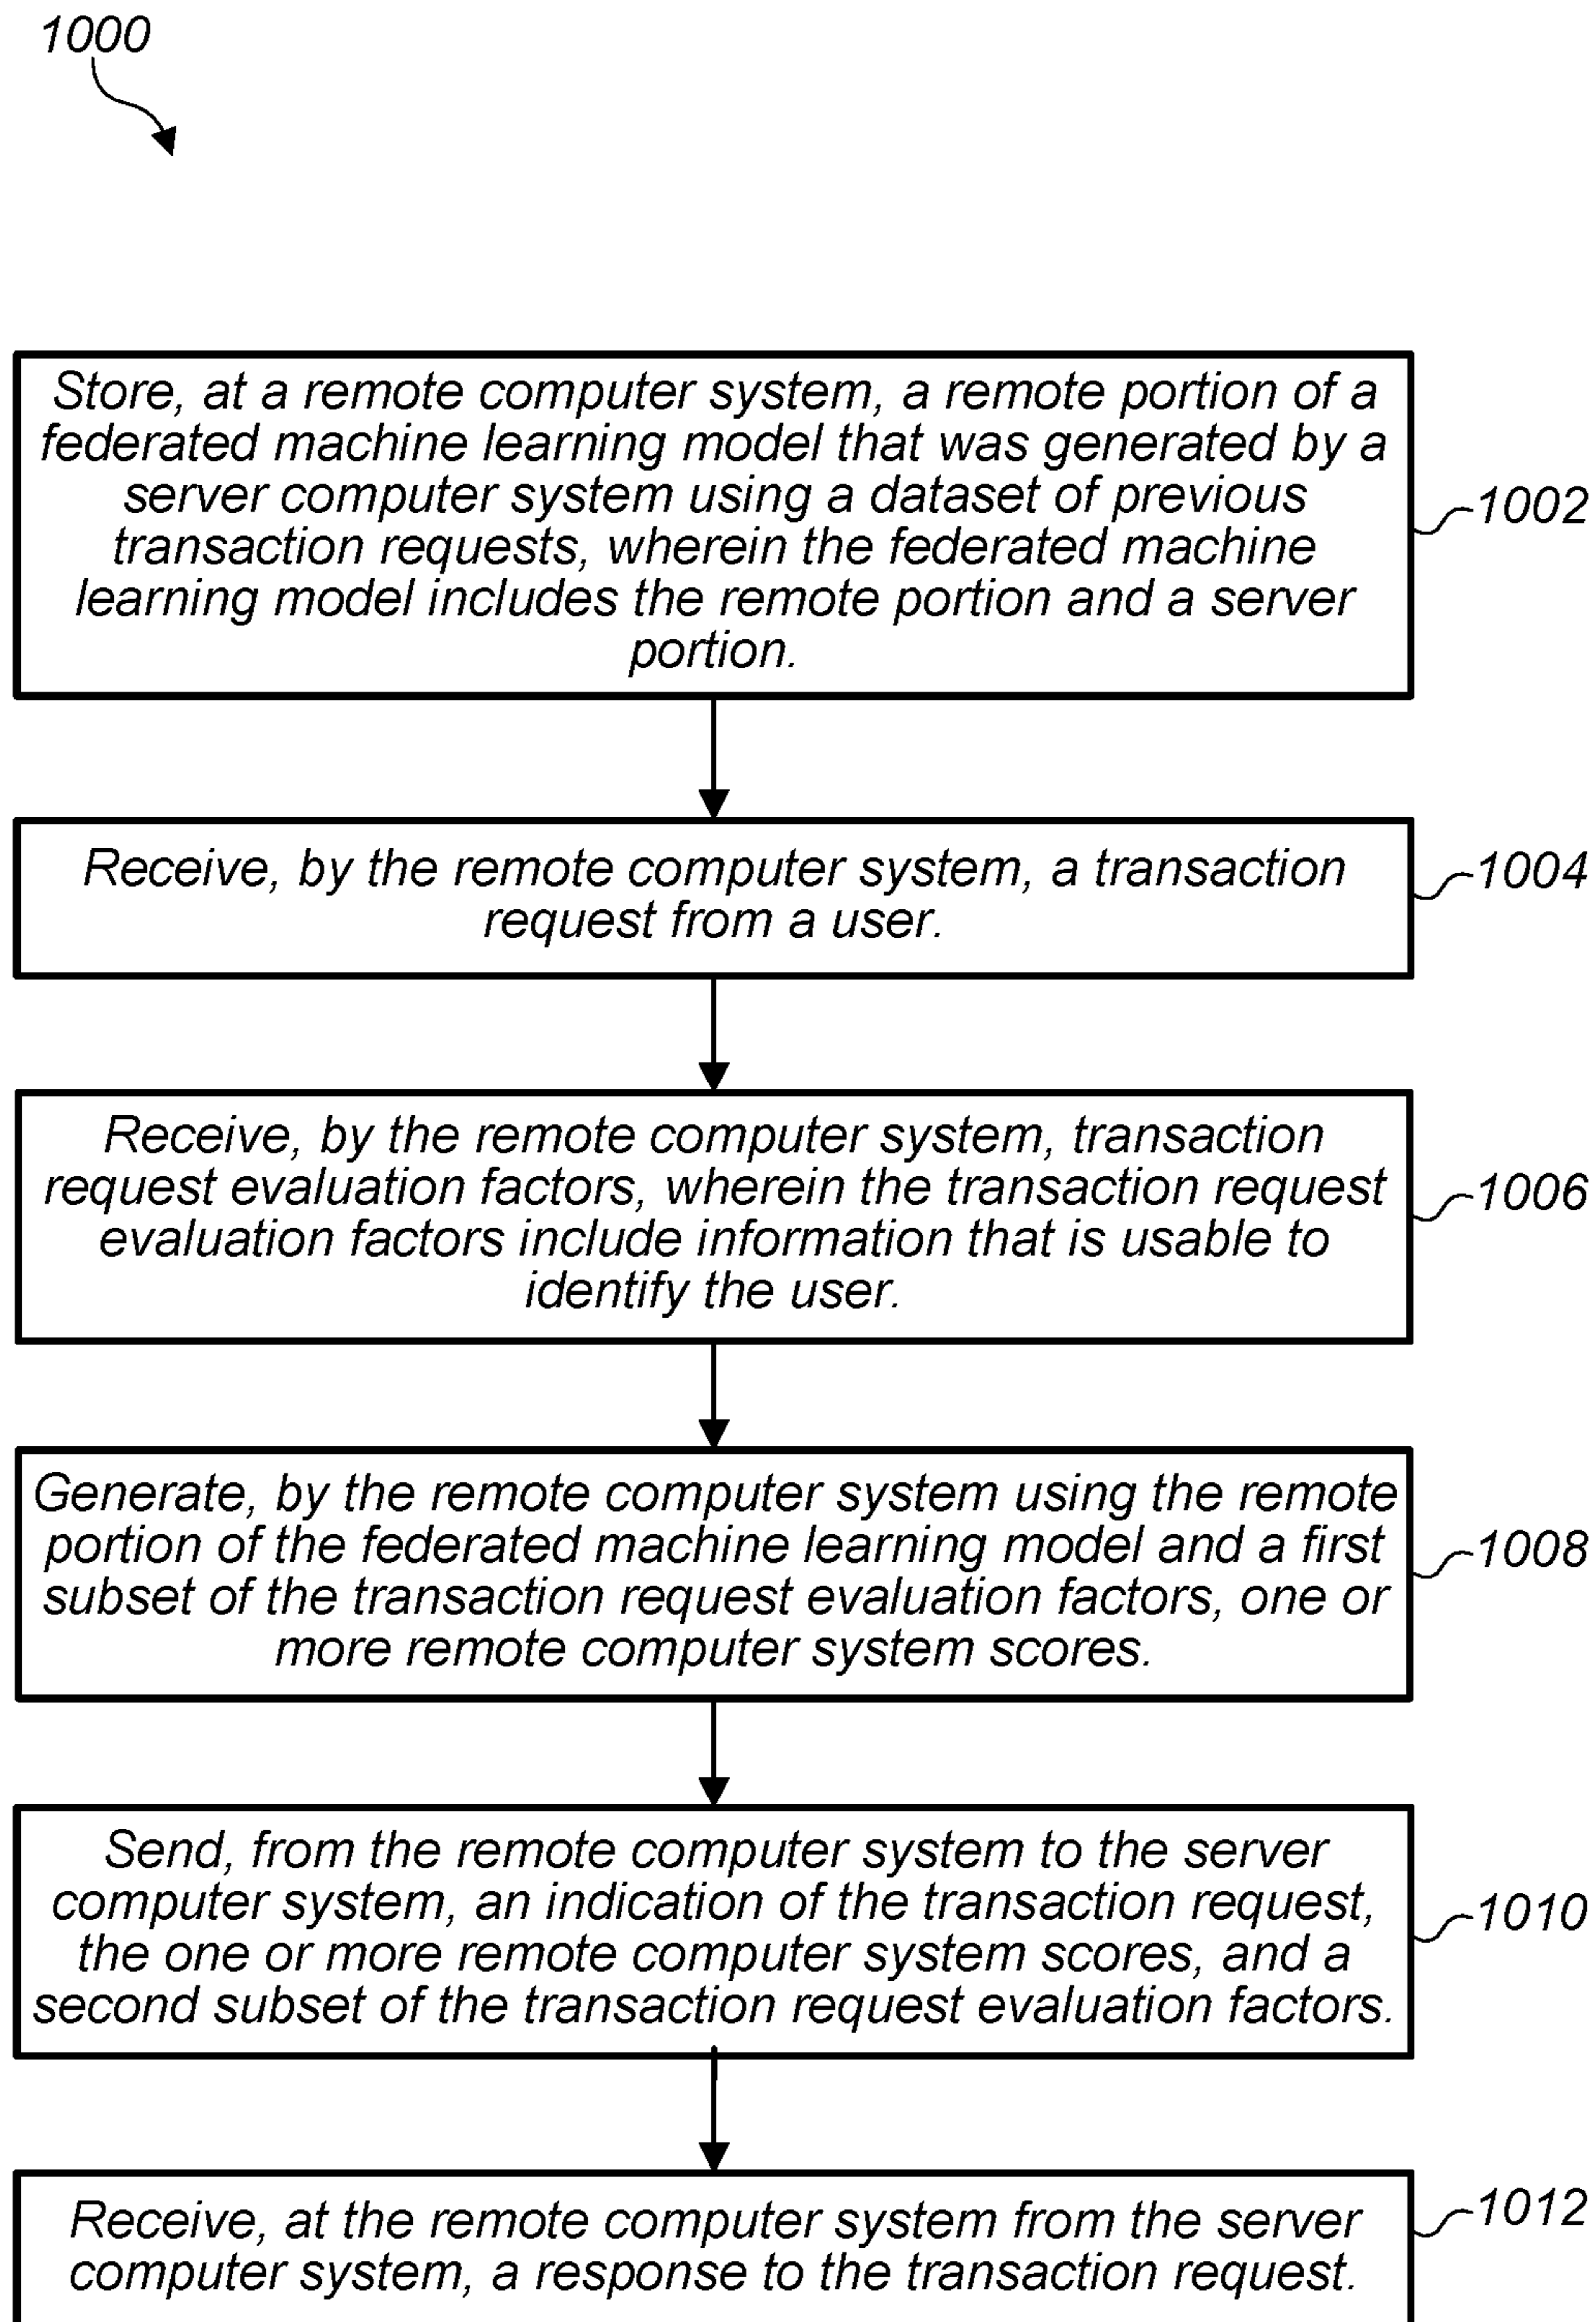 1000
Store, at a remote computer system, a remote portion of a
federated machine learning model that was generated by a
server computer system using a dataset of previous
transaction requests, wherein the federated machine
learning model includes the remote portion and a server
portion.
1002
Receive, by the remote computer system, a transaction
request from a user.
1004
Receive, by the remote computer system, transaction
request evaluation factors, wherein the transaction request
evaluation factors include information that is usable to
identify the user.
1006
Generate, by the remote computer system using the remote
portion of the federated machine learning model and a first
subset of the transaction request evaluation factors, one or
more remote computer system scores.
1008
Send, from the remote computer system to the server
computer system, an indication of the transaction request,
the one or more remote computer system scores, and a
second subset of the transaction request evaluation factors.
1010
Receive, at the remote computer system from the server
computer system, a response to the transaction request.
1012